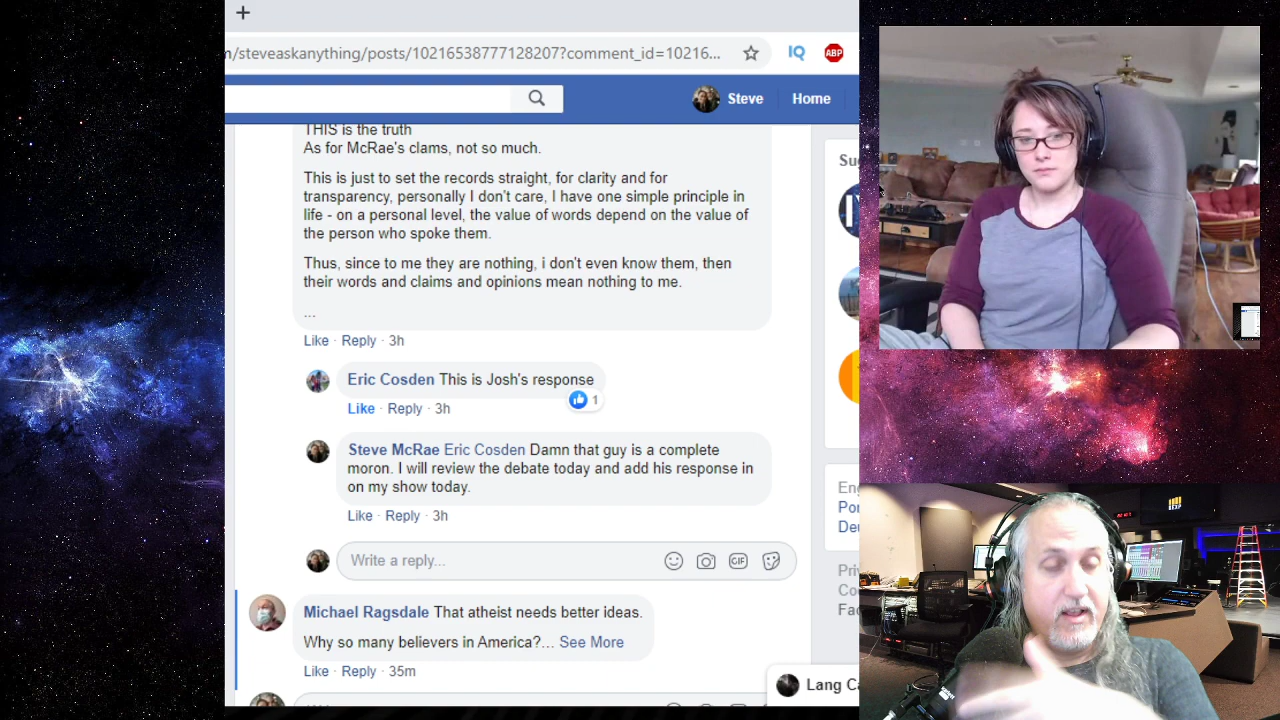 +
/steveaskanything/posts/10216538777128207?comment_id=10216...
IQ
ABP
Steve
Home
THIS is the truth
As for McRae's clams, not so much.
This is just to set the records straight, for clarity and for
transparency, personally I don't care, I have one simple principle in
life - on a personal level, the value of words depend on the value of
the person who spoke them.
Thus, since to me they are nothing, i don't even know them, then
their words and claims and opinions mean nothing to me.
...
Like · Reply · 3h
Eric Cosden This is Josh's response
1
Like · Reply · 3h
Steve McRae Eric Cosden Damn that guy is a complete
moron. I will review the debate today and add his response in
on my show today.
Like · Reply · 3h
Write a reply...
GIF
Michael Ragsdale That atheist needs better ideas.
Why so many believers in America?... See More
Like · Reply · 35m
Lang